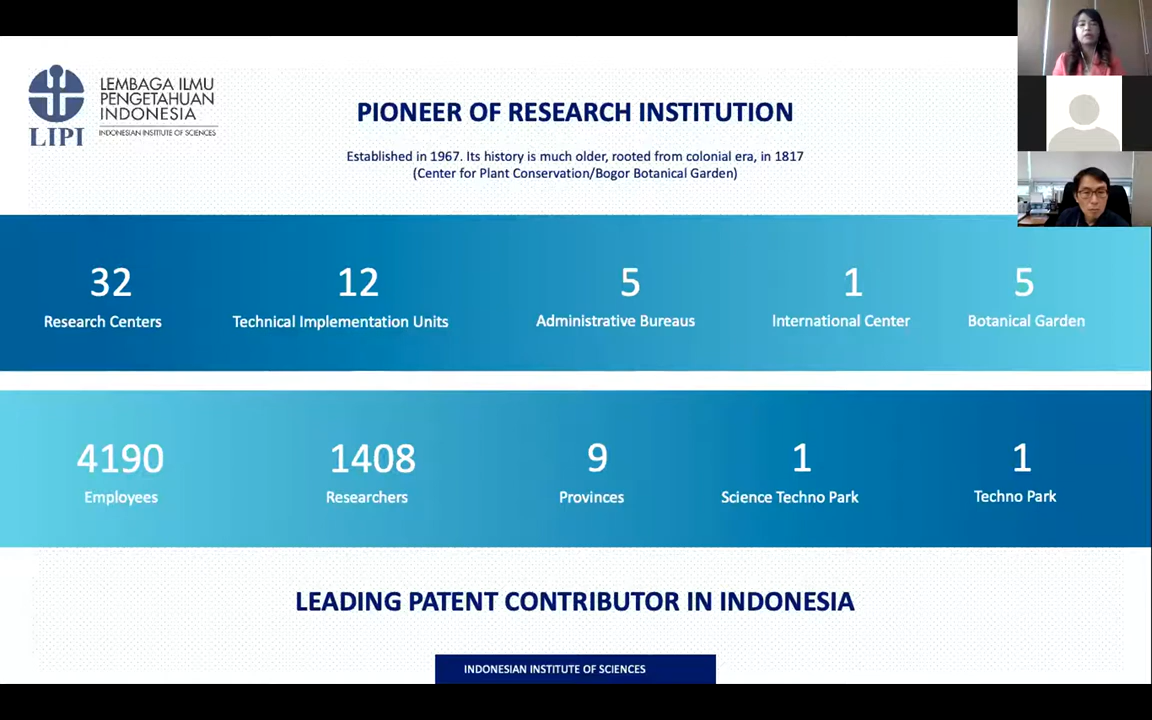 LEMBAGA ILMU
PENGETAHUAN
INDONESIA
INDONESIAN INSTITUTE OF SCIENCES
LIPI
PIONEER OF RESEARCH INSTITUTION
Established in 1967. Its history is much older, rooted from colonial era, in 1817
(Center for Plant Conservation/Bogor Botanical Garden)
32
Research Centers
12
Technical Implementation Units
5
Administrative Bureaus
1
International Center
5
Botanical Garden
4190
Employees
1408
Researchers
9
Provinces
1
Science Techno Park
1
Techno Park
LEADING PATENT CONTRIBUTOR IN INDONESIA
INDONESIAN INSTITUTE OF SCIENCES